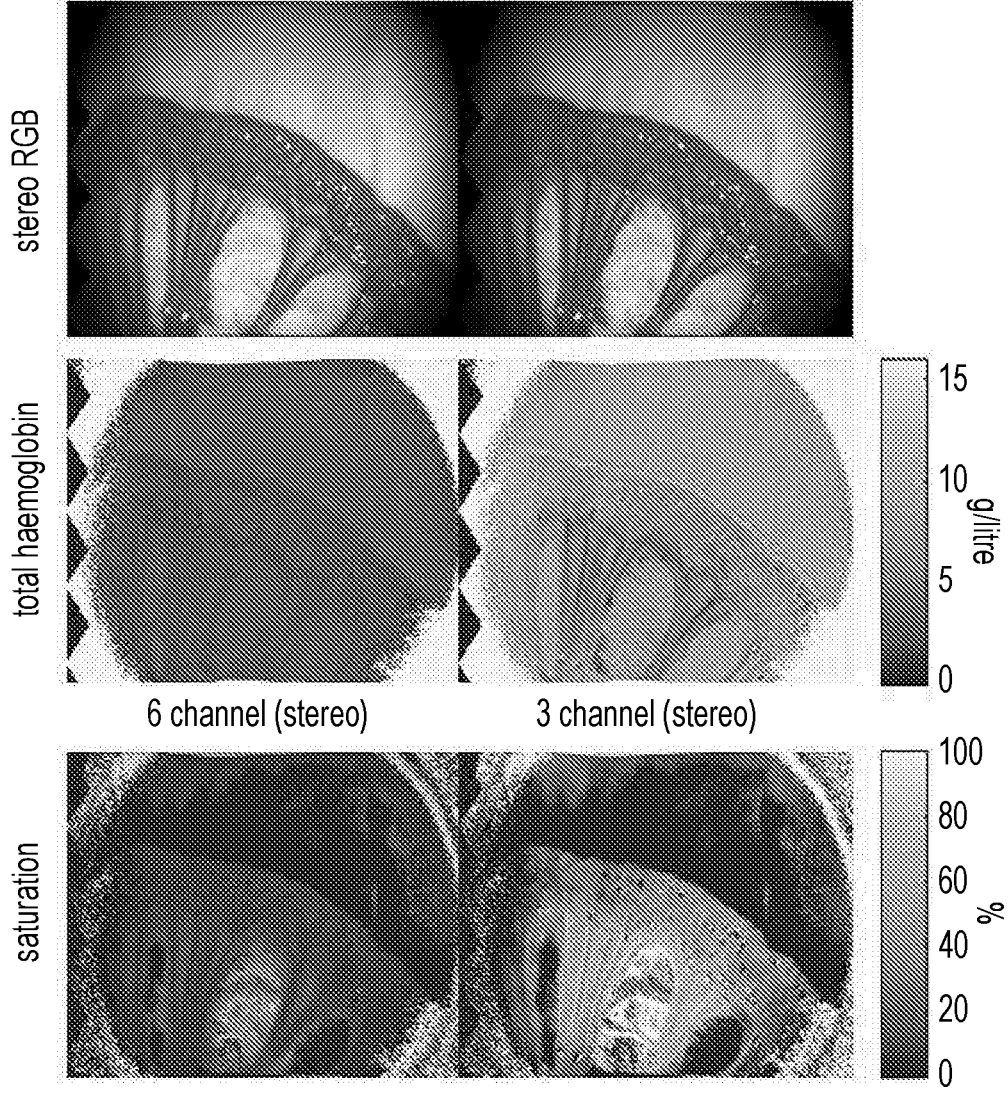 stereo RGB
total haemoglobin
15
10
5
0
g/litre
6 channel (stereo)
3 channel (stereo)
saturation
100
80
60
40
20
0
%